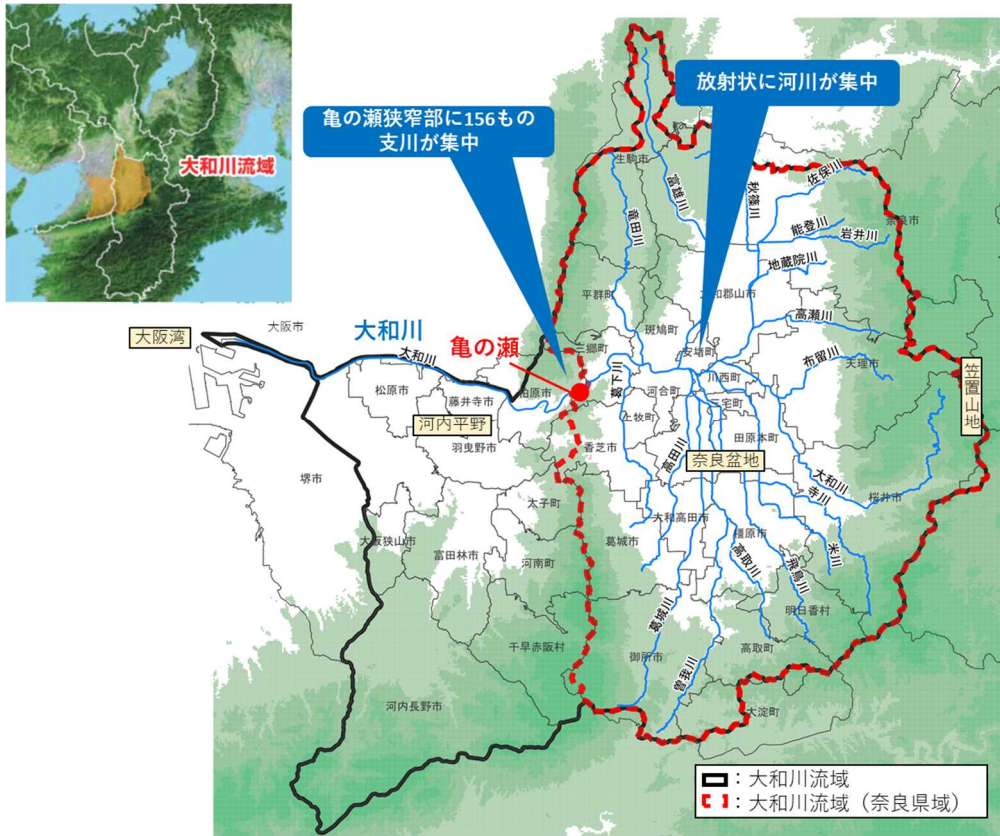 大和川流域
亀の瀬狭窄部に156もの
支川が集中
放射状に河川が集中
生駒市
富雄川
竜田川
秋篠川
佐保川
奈良市
能登川
岩井川
地蔵院川
平群町
大和郡山市
高瀬川
斑鳩町
大阪湾
大阪市
大和川
大和川
亀の瀬
三郷町
安堵町
布留川
天理市
笠置山地
松原市
藤井寺市
柏原市
葛下川
河合町
川西町
三宅町
河内平野
上牧町
羽曳野市
香芝市
高田川
田原本町
奈良盆地
堺市
大和川
寺川
桜井市
太子町
大和高田市
大阪狭山市
富田林市
葛城市
橿原市
米川
河南町
高取川
飛鳥川
葛城川
明日香村
千早赤阪村
御所市
曽我川
高取町
河内長野市
大淀町
：大和川流域
：大和川流域（奈良県域）